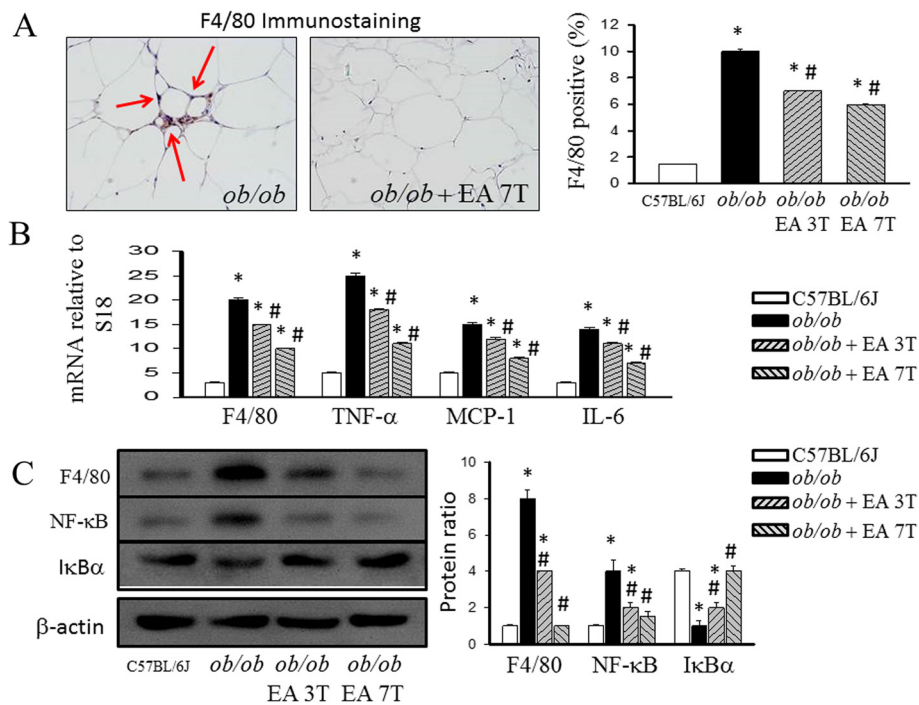 A
F4/80 Immunostaining
ob/ob
ob/ob + EA 7T
F4/80 positive (%)
12
10
8
6
4
2
0
*
* #
* #
C57BL/6J
ob/ob
ob/ob
EA 3T
ob/ob
EA 7T
B
mRNA relative to
S18
30
25
20
15
10
5
0
*
* #
* #
*
* #
* #
*
* #
* #
*
* #
* #
F4/80
TNF-α
MCP-1
IL-6
C57BL/6J
ob/ob
ob/ob + EA 3T
ob/ob + EA 7T
C
F4/80
NF-κB
IκBα
β-actin
C57BL/6J
ob/ob
ob/ob
EA 3T
ob/ob
EA 7T
Protein ratio
10
8
6
4
2
0
*
*
#
#
*
*
#
#
*
*
#
#
F4/80
NF-κB
IκBα
C57BL/6J
ob/ob
ob/ob + EA 3T
ob/ob + EA 7T